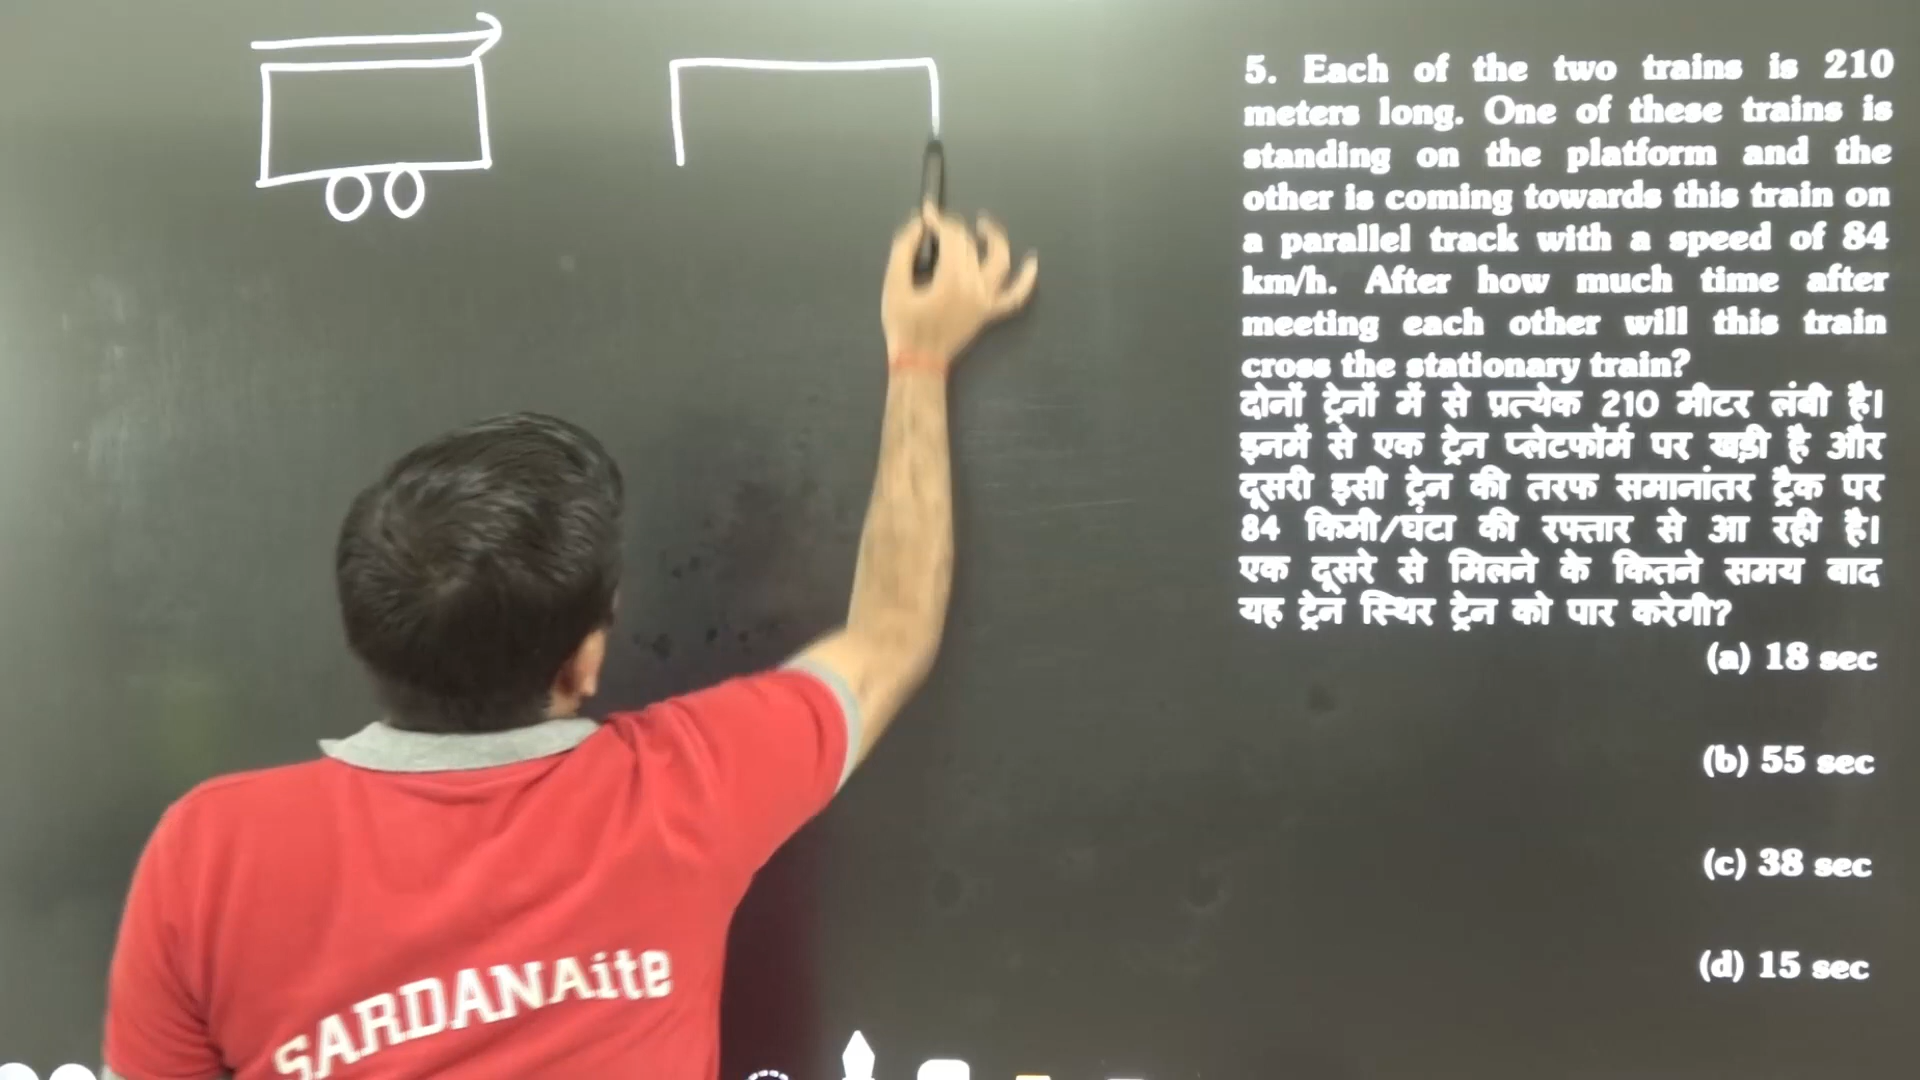 5. Each of the two trains is 210
meters long. One of these trains is
standing on the platform and the
other is coming towards this train on
a parallel track with a speed of 84
km/h. After how much time after
meeting each other will this train
cross the stationary train?
दोनों ट्रेनों में से प्रत्येक 210 मीटर लंबी है।
इनमें से एक ट्रेन प्लेटफॉर्म पर खड़ी है और
दूसरी इसी ट्रेन की तरफ समानांतर ट्रैक पर
84 किमी/घंटा की रफ्तार से आ रही है।
एक दूसरे से मिलने के कितने समय बाद
यह ट्रेन स्थिर ट्रेन को पार करेगी?
(a) 18 sec
(b) 55 sec
(c) 38 sec
(d) 15 sec
SARDANAite